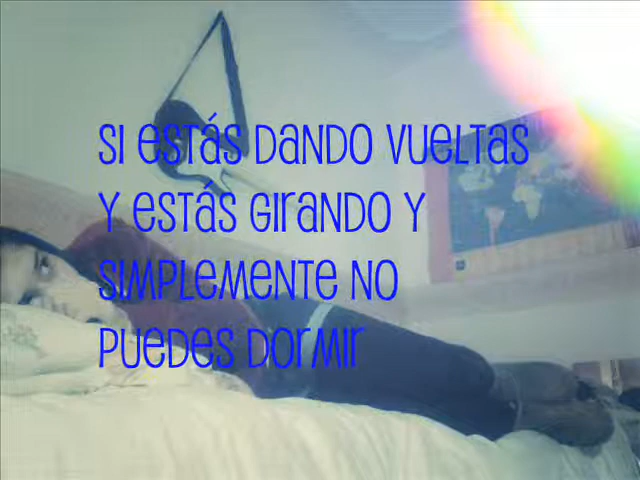 Si estás dando vueltas
y estás girando y
simplemente no
puedes dormir